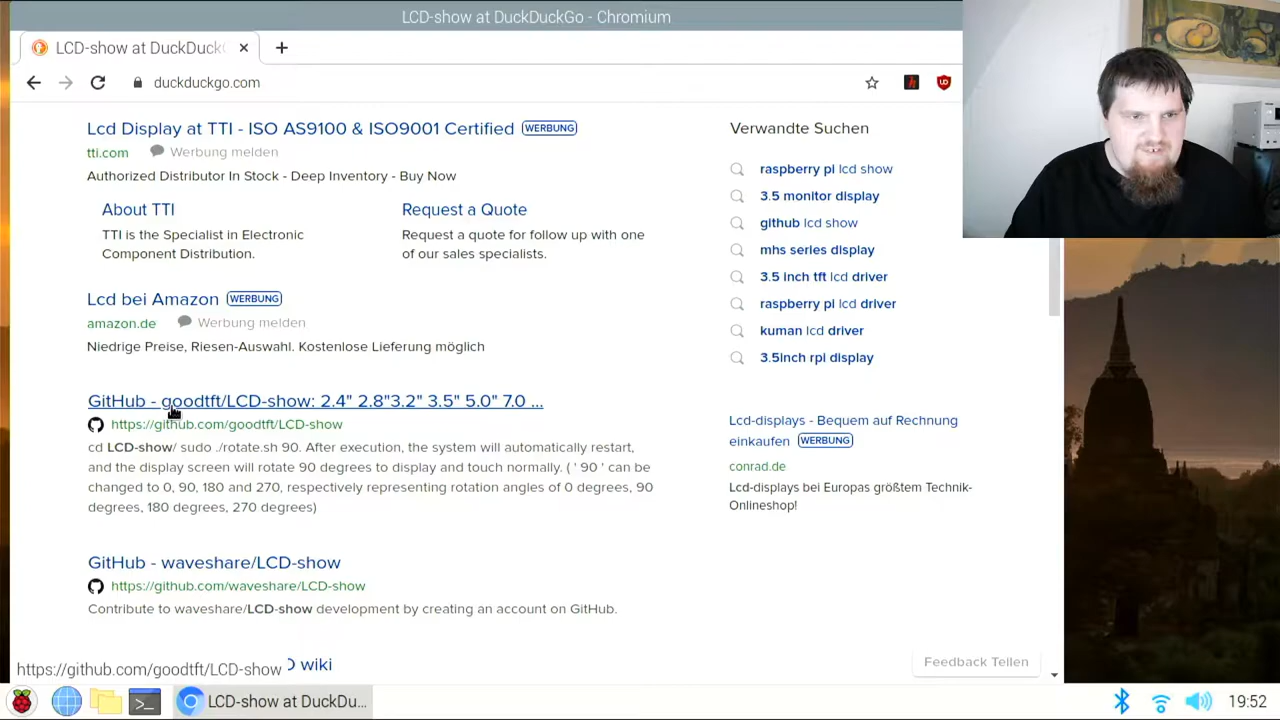 LCD-show at DuckDuckGo - Chromium
LCD-show at DuckDuck
duckduckgo.com
Lcd Display at TTI - ISO AS9100 & ISO9001 Certified WERBUNG
tti.com Werbung melden
Authorized Distributor In Stock - Deep Inventory - Buy Now
About TTI
TTI is the Specialist in Electronic
Component Distribution.
Request a Quote
Request a quote for follow up with one
of our sales specialists.
Lcd bei Amazon WERBUNG
amazon.de Werbung melden
Niedrige Preise, Riesen-Auswahl. Kostenlose Lieferung möglich
GitHub - goodtft/LCD-show: 2.4" 2.8"3.2" 3.5" 5.0" 7.0 ...
https://github.com/goodtft/LCD-show
cd LCD-show/ sudo ./rotate.sh 90. After execution, the system will automatically restart,
and the display screen will rotate 90 degrees to display and touch normally. ( ' 90 ' can be
changed to 0, 90, 180 and 270, respectively representing rotation angles of 0 degrees, 90
degrees, 180 degrees, 270 degrees)
GitHub - waveshare/LCD-show
https://github.com/waveshare/LCD-show
Contribute to waveshare/LCD-show development by creating an account on GitHub.
wiki
https://github.com/goodtft/LCD-show
Verwandte Suchen
raspberry pi lcd show
3.5 monitor display
github lcd show
mhs series display
3.5 inch tft lcd driver
raspberry pi lcd driver
kuman lcd driver
3.5inch rpi display
Lcd-displays - Bequem auf Rechnung
einkaufen WERBUNG
conrad.de
Lcd-displays bei Europas größtem Technik-
Onlineshop!
Feedback Teilen
LCD-show at DuckDu...
19:52